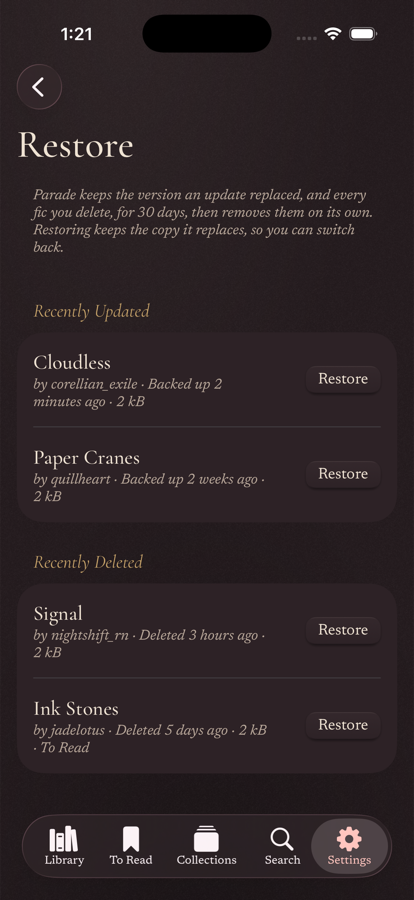 1:21
Restore
Parade keeps the version an update replaced, and every
fic you delete, for 30 days, then removes them on its own.
Restoring keeps the copy it replaces, so you can switch
back.
Recently Updated
Cloudless
by corellian_exile · Backed up 2
minutes ago · 2 kB
Restore
Paper Cranes
by quillheart · Backed up 2 weeks ago ·
2 kB
Restore
Recently Deleted
Signal
by nightshift_rn · Deleted 3 hours ago ·
2 kB
Restore
Ink Stones
by jadelotus · Deleted 5 days ago · 2 kB
· To Read
Restore
Library
To Read
Collections
Search
Settings